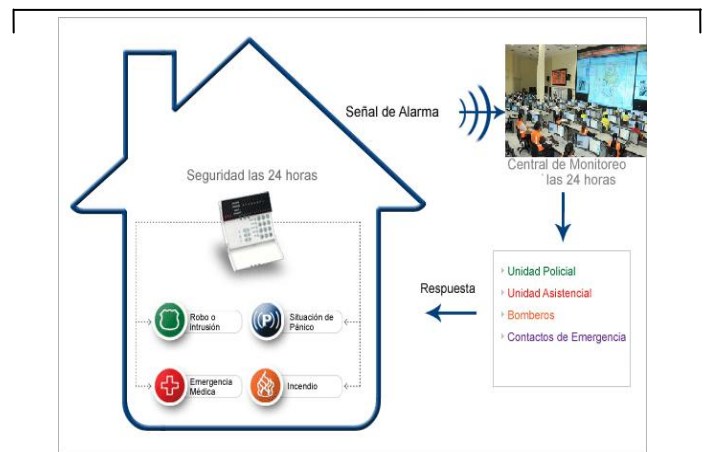 Señal de Alarma
Central de Monitoreo
las 24 horas
Seguridad las 24 horas
Robo o
intrusión
Situación de
Pánico
(P)
Emergencia
Médica
Incendio
Respuesta
Unidad Policial
Unidad Asistencial
Bomberos
Contactos de Emergencia